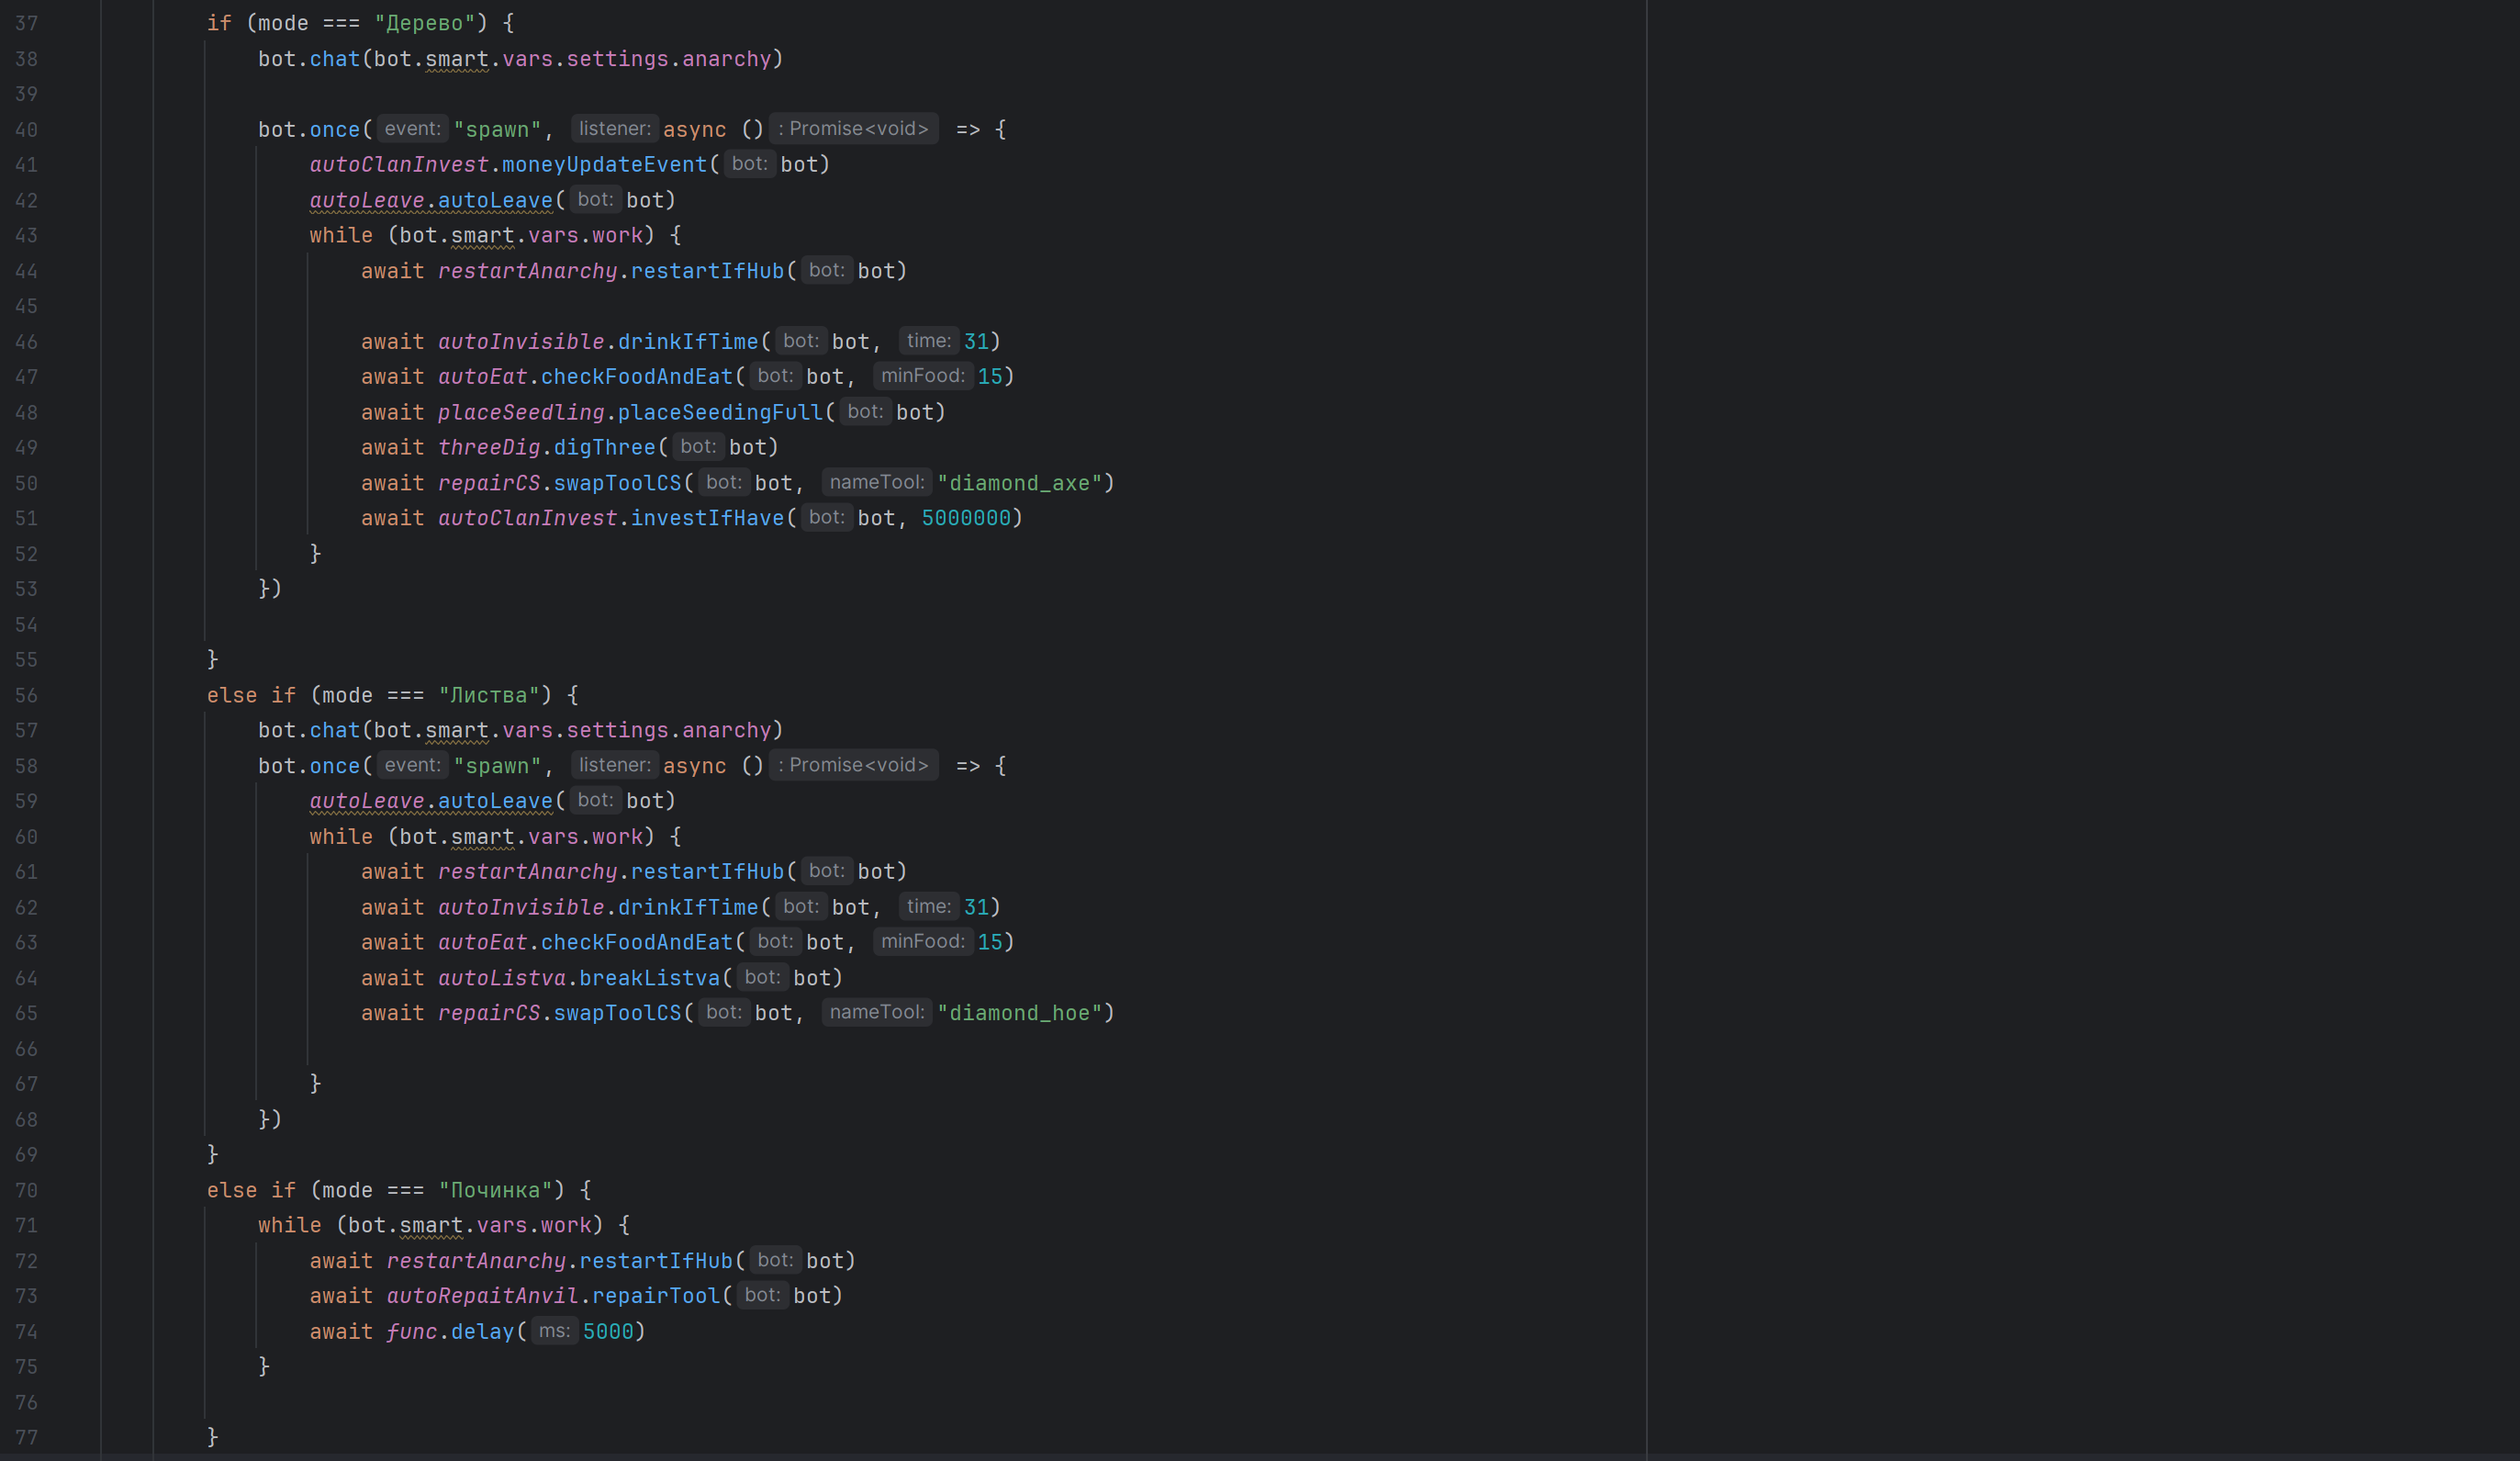 37 if (mode === "Дерево") {
38 bot.chat(bot.smart.vars.settings.anarchy)
39
40 bot.once( event: "spawn", listener: async () : Promise<void> => {
41 autoClanInvest.moneyUpdateEvent( bot: bot)
42 autoLeave.autoLeave( bot: bot)
43 while (bot.smart.vars.work) {
44 await restartAnarchy.restartIfHub( bot: bot)
45
46 await autoInvisible.drinkIfTime( bot: bot, time: 31)
47 await autoEat.checkFoodAndEat( bot: bot, minFood: 15)
48 await placeSeedling.placeSeedingFull( bot: bot)
49 await threeDig.digThree( bot: bot)
50 await repairCS.swapToolCS( bot: bot, nameTool: "diamond_axe")
51 await autoClanInvest.investIfHave( bot: bot, 5000000)
52 }
53 })
54
55 }
56 else if (mode === "Листва") {
57 bot.chat(bot.smart.vars.settings.anarchy)
58 bot.once( event: "spawn", listener: async () : Promise<void> => {
59 autoLeave.autoLeave( bot: bot)
60 while (bot.smart.vars.work) {
61 await restartAnarchy.restartIfHub( bot: bot)
62 await autoInvisible.drinkIfTime( bot: bot, time: 31)
63 await autoEat.checkFoodAndEat( bot: bot, minFood: 15)
64 await autoListva.breakListva( bot: bot)
65 await repairCS.swapToolCS( bot: bot, nameTool: "diamond_hoe")
66
67 }
68 })
69 }
70 else if (mode === "Починка") {
71 while (bot.smart.vars.work) {
72 await restartAnarchy.restartIfHub( bot: bot)
73 await autoRepaitAnvil.repairTool( bot: bot)
74 await func.delay( ms: 5000)
75 }
76
77 }